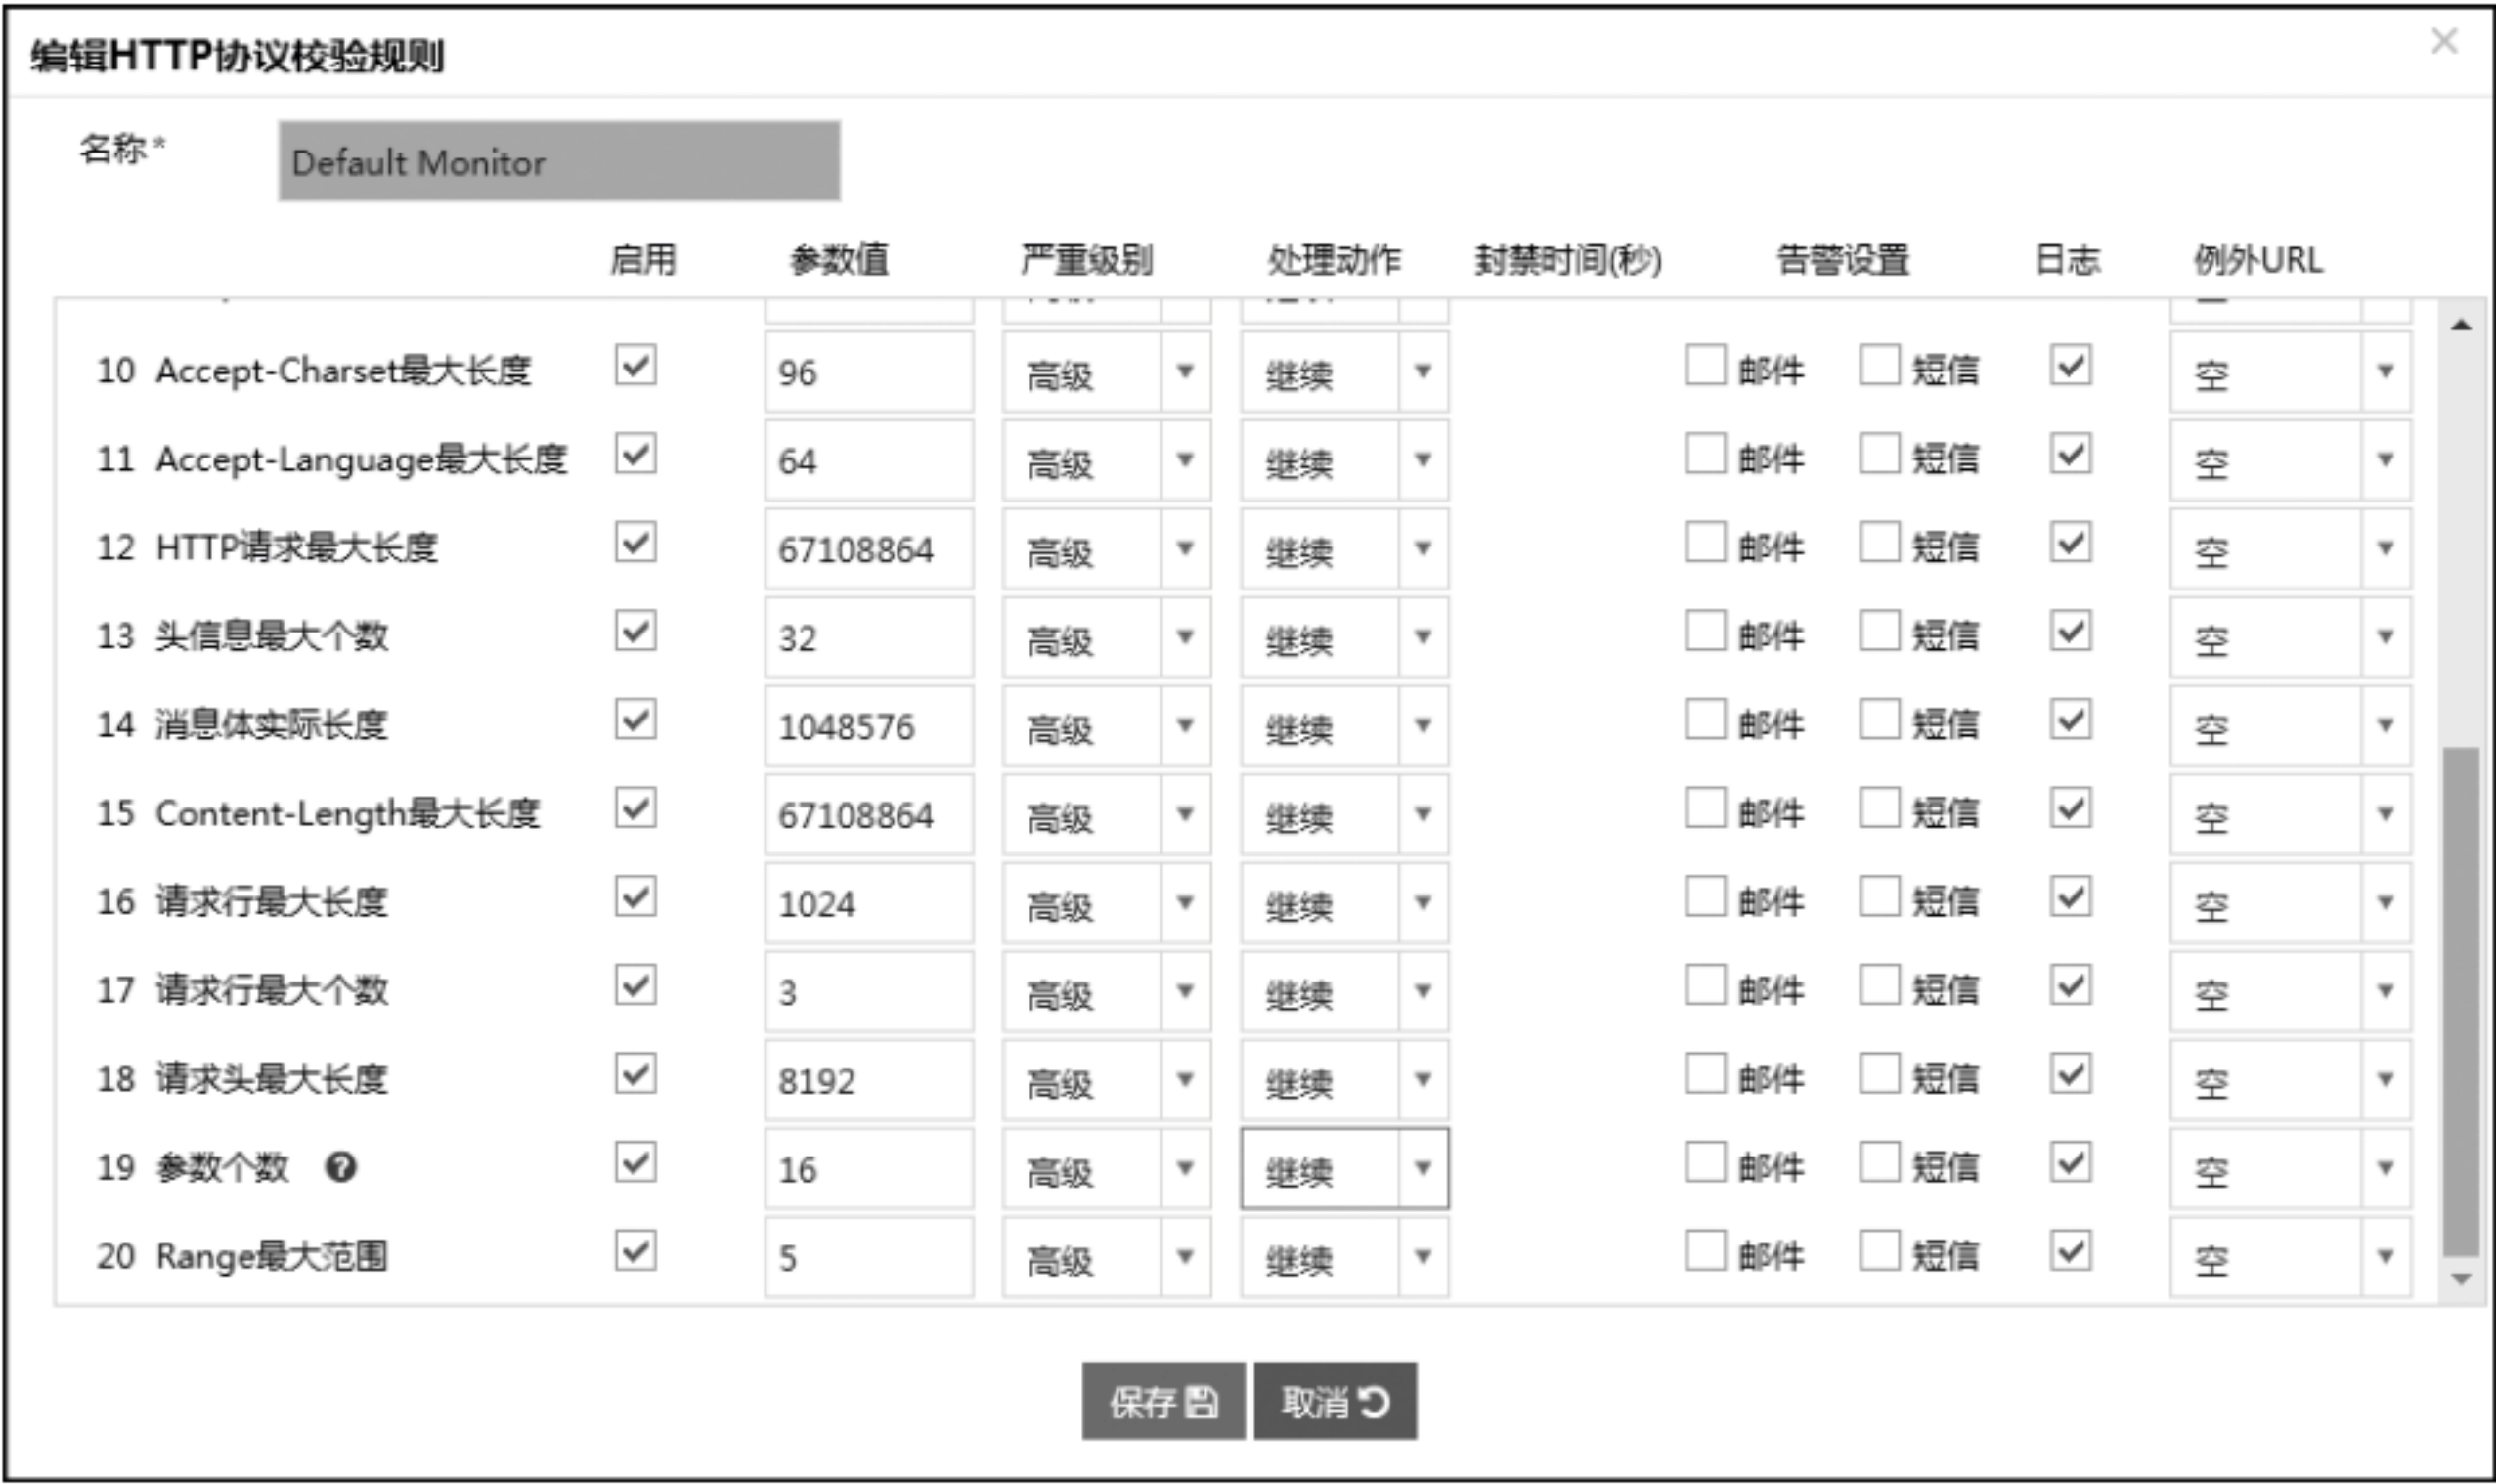 编辑HTTP协议校验规则
名称* Default Monitor
启用 参数值 严重级别 处理动作 封禁时间(秒) 告警设置 日志 例外URL
10 Accept-Charset最大长度 96 高级 继续 邮件 短信 空
11 Accept-Language最大长度 64 高级 继续 邮件 短信 空
12 HTTP请求最大长度 67108864 高级 继续 邮件 短信 空
13 头信息最大个数 32 高级 继续 邮件 短信 空
14 消息体实际长度 1048576 高级 继续 邮件 短信 空
15 Content-Length最大长度 67108864 高级 继续 邮件 短信 空
16 请求行最大长度 1024 高级 继续 邮件 短信 空
17 请求行最大个数 3 高级 继续 邮件 短信 空
18 请求头最大长度 8192 高级 继续 邮件 短信 空
19 参数个数 ? 16 高级 继续 邮件 短信 空
20 Range最大范围 5 高级 继续 邮件 短信 空
保存 取消